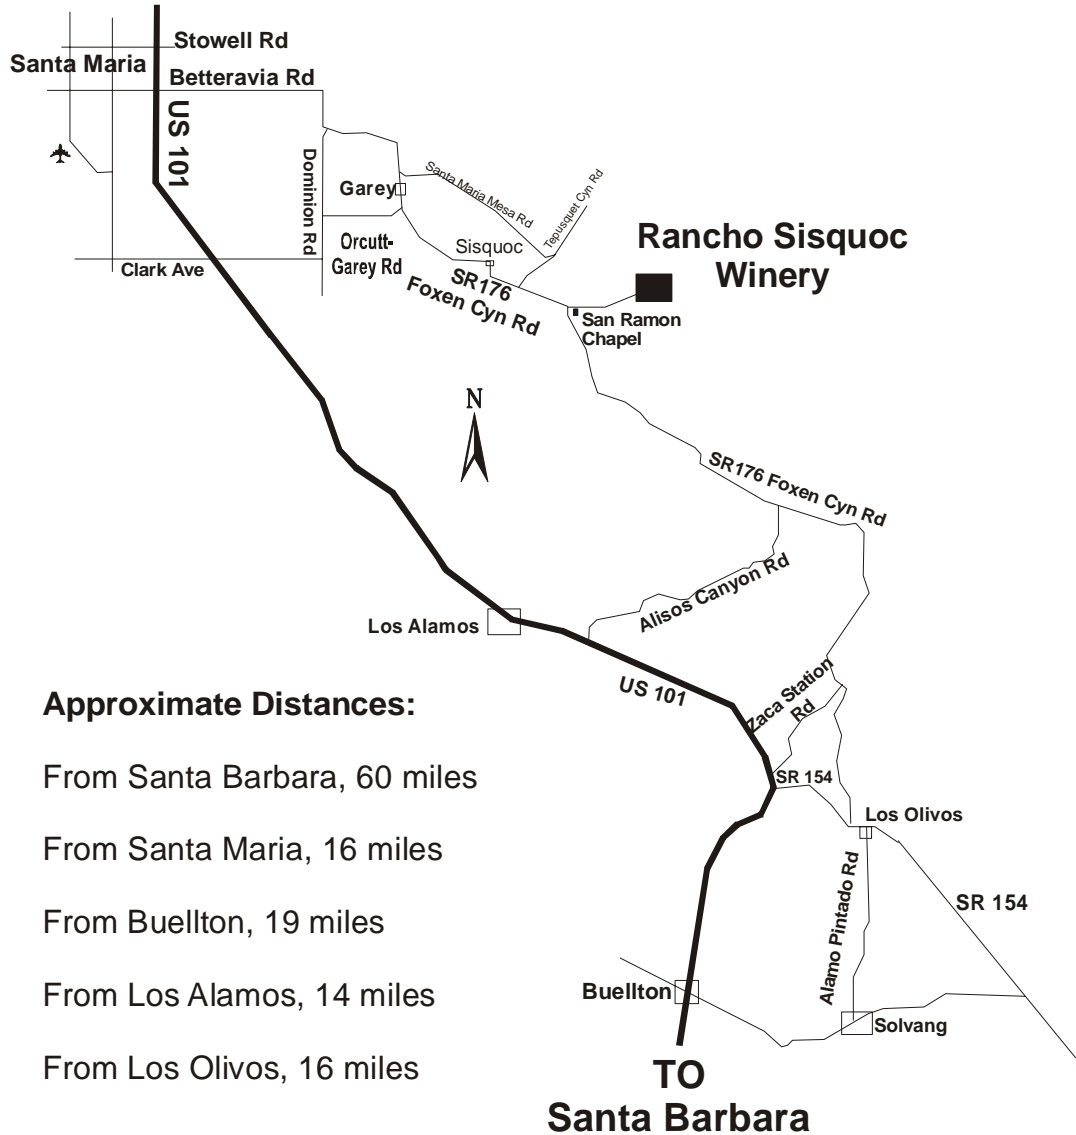 Stowell Rd
Santa Maria
Betteravia Rd
US 101
Dominion Rd
Garey
Santa Maria Mesa Rd
Tepusquet Cyn Rd
Orcutt-
Garey Rd
Sisquoc
Clark Ave
SR176
Foxen Cyn Rd
Rancho Sisquoc
Winery
San Ramon
Chapel
N
SR176 Foxen Cyn Rd
Alisos Canyon Rd
Los Alamos
US 101
Zaca Station
Rd
SR 154
Los Olivos
Alamo Pintado Rd
SR 154
Buellton
Solvang
TO
Santa Barbara
Approximate Distances:
From Santa Barbara, 60 miles
From Santa Maria, 16 miles
From Buellton, 19 miles
From Los Alamos, 14 miles
From Los Olivos, 16 miles